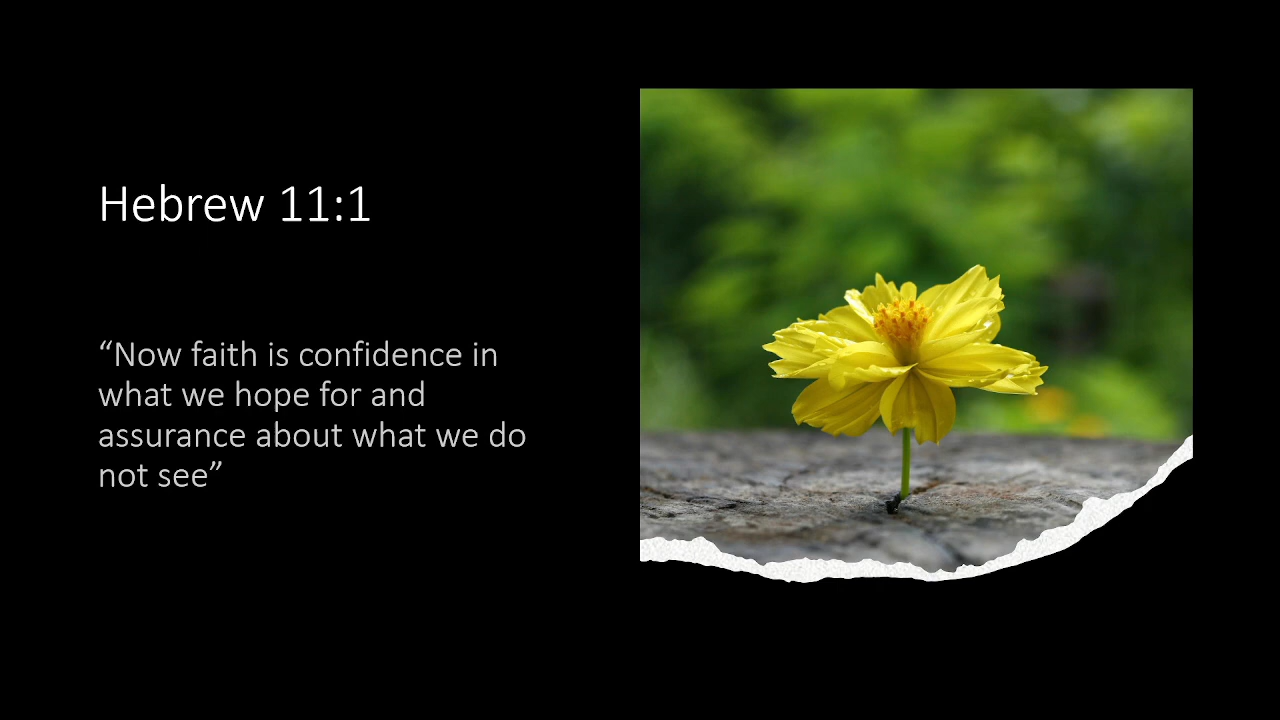 Hebrew 11:1
“Now faith is confidence in
what we hope for and
assurance about what we do
not see”